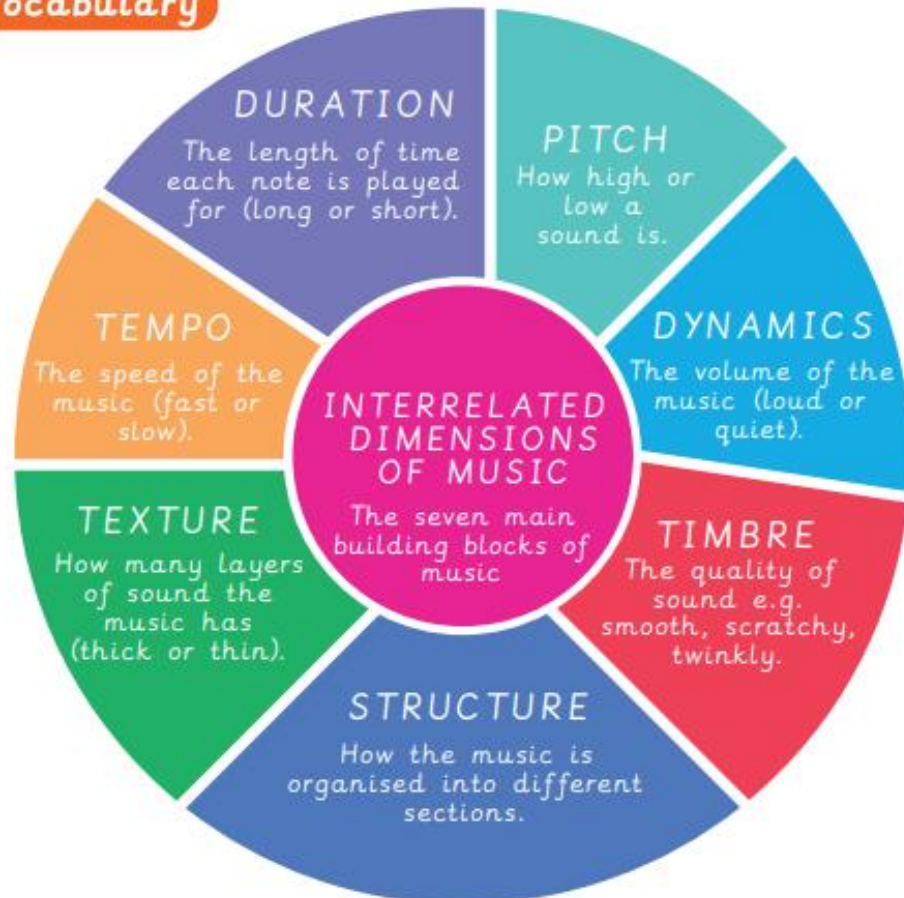 ocabulary
DURATION
The length of time
each note is played
for (long or short).
PITCH
How high or
low a
sound is.
DYNAMICS
The volume of the
music (loud or
quiet).
TIMBRE
The quality of
sound e.g.
smooth, scratchy,
twinkly.
STRUCTURE
How the music is
organised into different
sections.
TEXTURE
How many layers
of sound the
music has
(thick or thin).
TEMPO
The speed of the
music (fast or
slow).
INTERRELATED
DIMENSIONS
OF MUSIC
The seven main
building blocks of
music